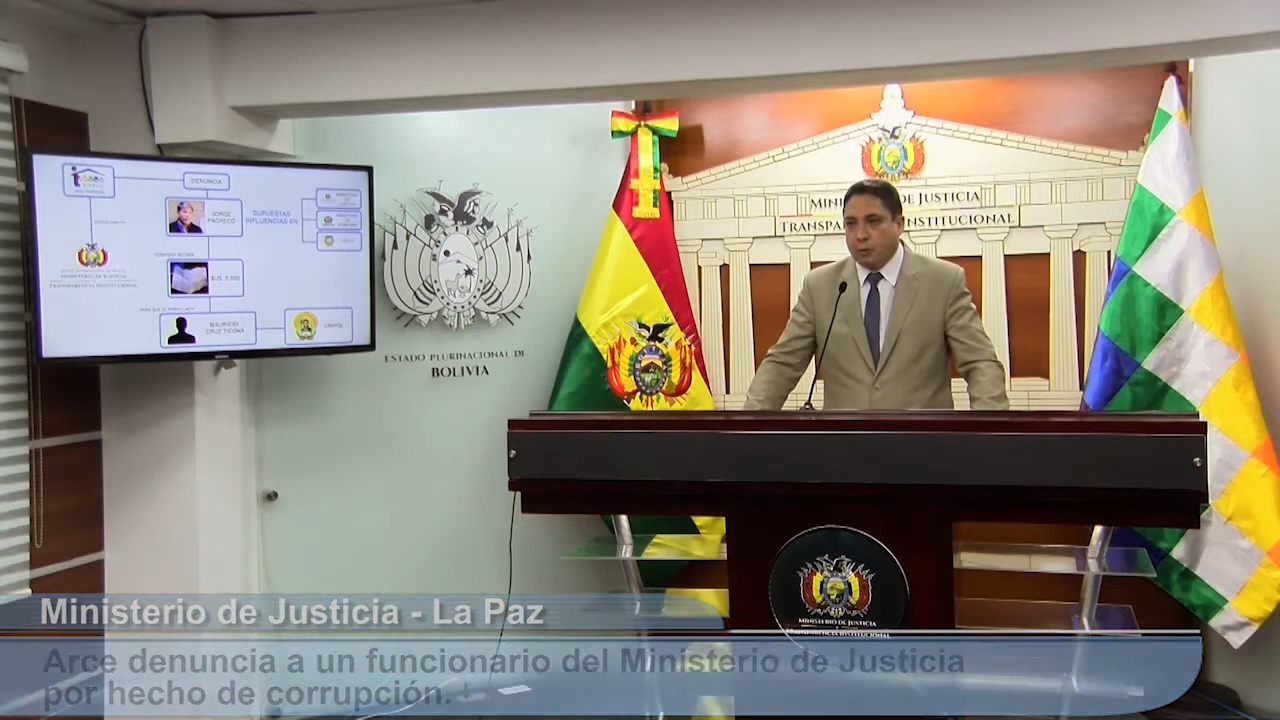 DENUNCIA
JORGE
PACHECO
SUPUESTAS
INFLUENCIAS EN
$US. 5.000
MAURICIO
CRUZ TICONA
UNIPOL
MINISTERIO DE JUSTICIA
TRANSPARENCIA INSTITUCIONAL
ESTADO PLURINACIONAL DE
BOLIVIA
MINISTERIO DE JUSTICIA
TRANSPA INSTITUCIONAL
MINISTERIO DE JUSTICIA
TRANSPARENCIA INSTITUCIONAL
Ministerio de Justicia - La Paz
Arce denuncia a un funcionario del Ministerio de Justicia
por hecho de corrupción.